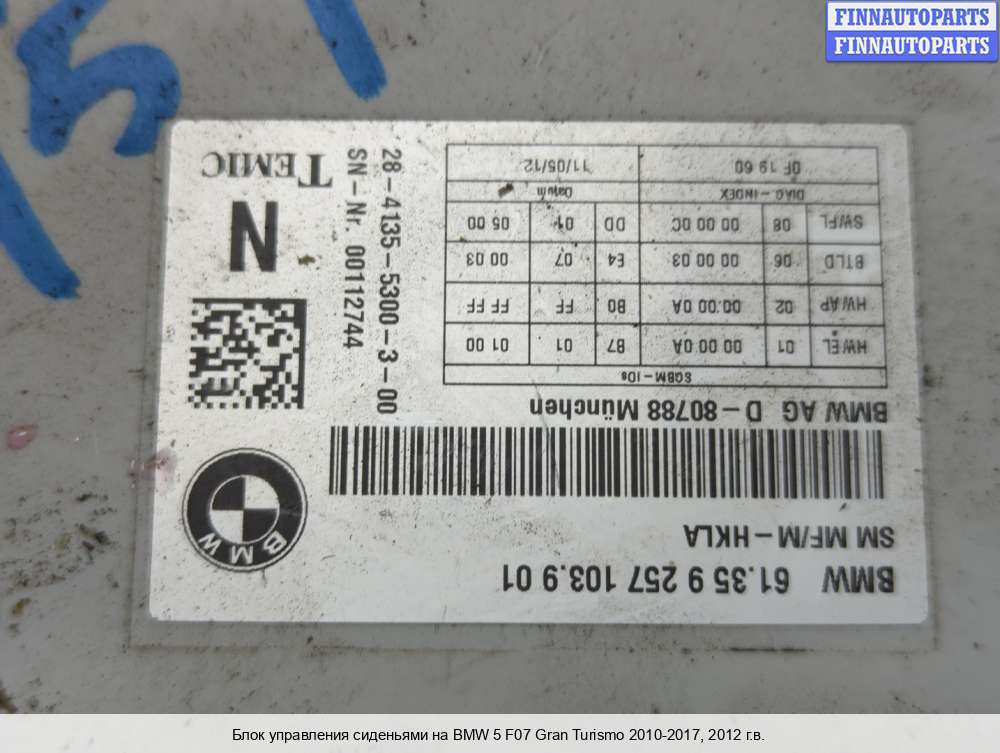 FINNAUTOPARTS
FINNAUTOPARTS
BMW 61.35 9 257 103.9 01
SM MF/M-HKLA
BMW AG D-80788 München
SGBM-IDs
HWEL 01 00 00 0A B7 01 01 00
HWAP 02 00.00 0A B0 FF FF FF
BTLD 06 00 00 03 E4 07 00 03
SWFL 08 00 00 0C DD 01 05 00
DIAG-INDEX Datum
0F 19 60 11/05/12
28-4135-5300-3-00
SN-Nr. 00112744
TEMIC
N
BMW
Блок управления сиденьями на BMW 5 F07 Gran Turismo 2010-2017, 2012 г.в.